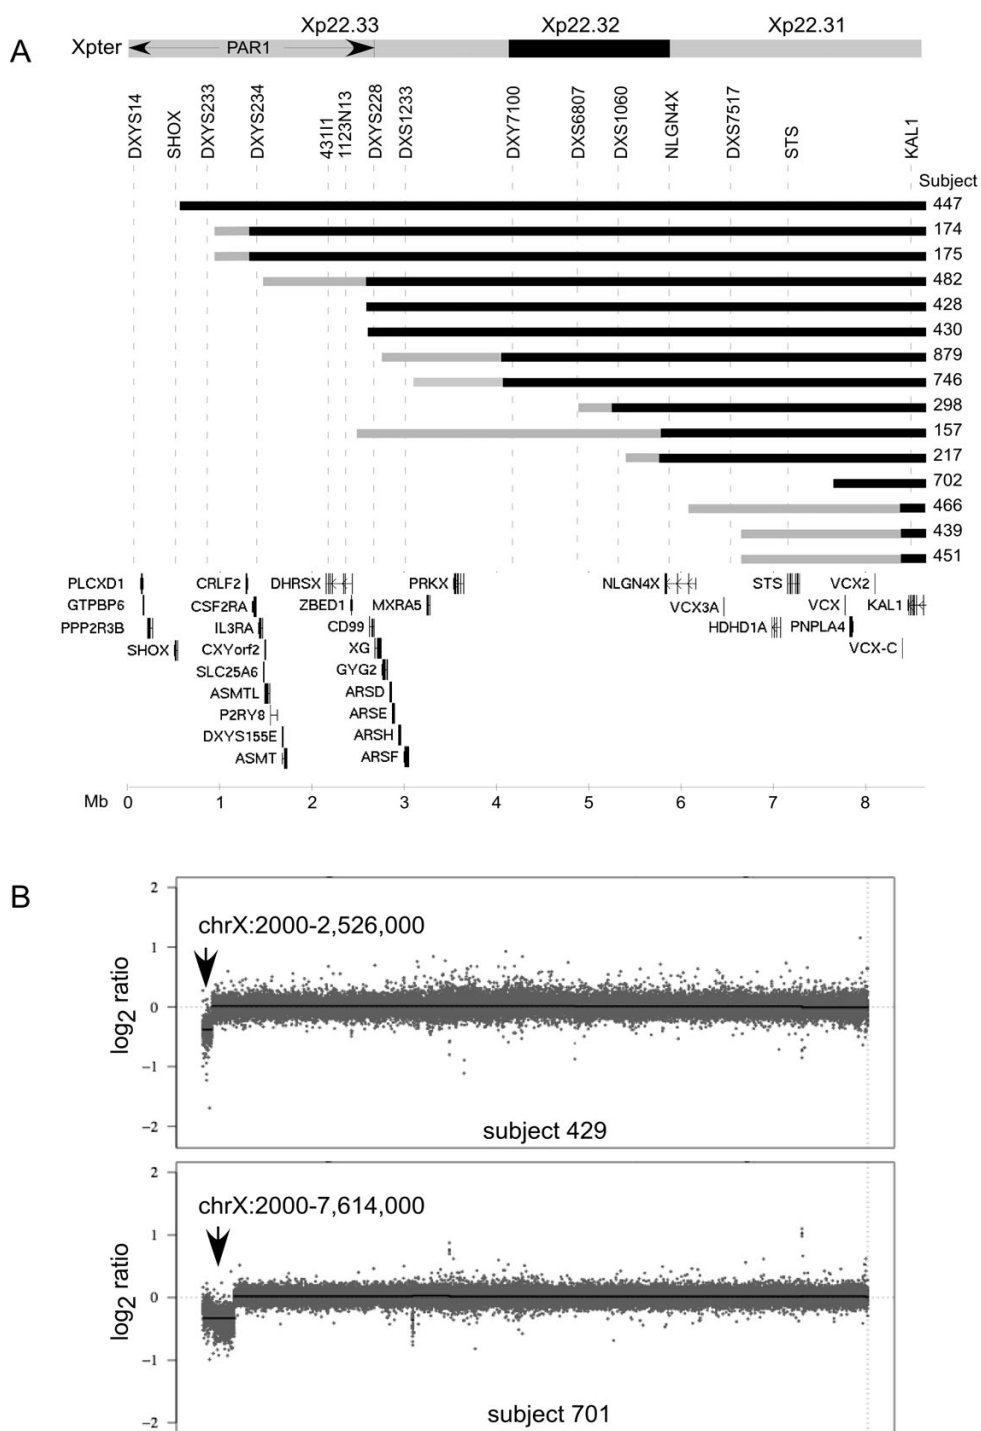 A
Xp22.33 Xp22.32 Xp22.31
Xpter PAR1
DXYS14 SHOX DXYS233 DXYS234 431I1 1123N13 DXYS228 DXS1233 DXY7100 DXS6807 DXS1060 NLGN4X DXS7517 STS KAL1
Subject
447
174
175
482
428
430
879
746
298
157
217
702
466
439
451
PLCXD1 CRLF2 DHRSX PRKX NLGN4X STS VCX2
GTPBP6 CSF2RA ZBED1 MXRA5 VCX3A VCX KAL1
PPP2R3B IL3RA CD99 HDHD1A PNPLA4
SHOX CXYorf2 XG VCX-C
SLC25A6 GYG2
ASMTL ARSD
P2RY8 ARSE
DXYS155E ARSH
ASMT ARSF
Mb 0 1 2 3 4 5 6 7 8
B
chrX:2000-2,526,000
log2 ratio
2
1
0
−1
−2
subject 429
chrX:2000-7,614,000
log2 ratio
2
1
0
−1
−2
subject 701